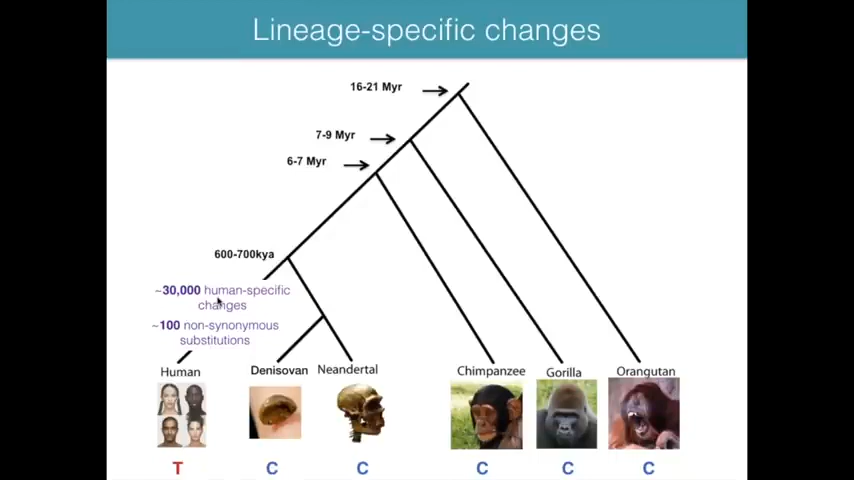 Lineage-specific changes
16-21 Myr
7-9 Myr
6-7 Myr
600-700kya
~30,000 human-specific
changes
~100 non-synonymous
substitutions
Human Denisovan Neandertal Chimpanzee Gorilla Orangutan
T C C C C C